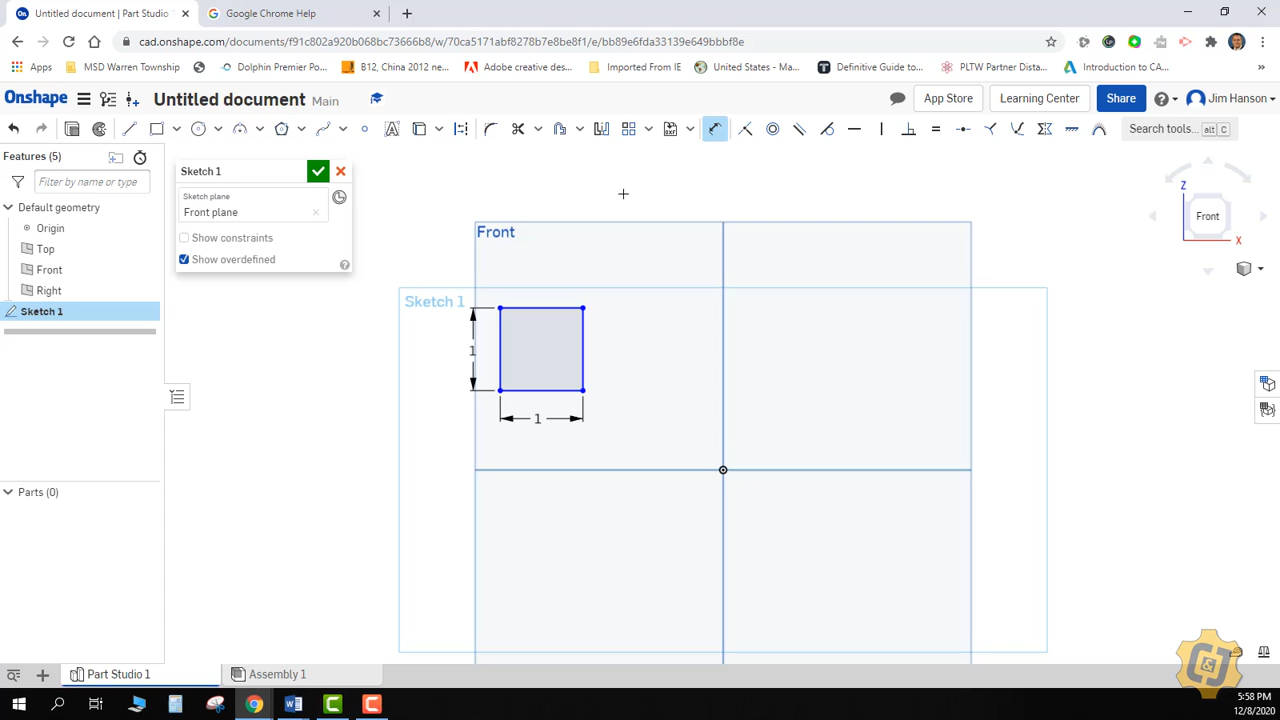 On Untitled document | Part Studio × G Google Chrome Help × +
cad.onshape.com/documents/f91c802a920b068bc73666b8/w/70ca5171abf8278b7e8be8f1/e/bb89e6fda33139e649bbbf8e
Apps MSD Warren Township Dolphin Premier Po... B12, China 2012 ne... Adobe creative des... Imported From IE United States - Ma... Definitive Guide to... PLTW Partner Distr... Introduction to CA... »
Onshape Untitled document Main App Store Learning Center Share Jim Hanson
Search tools... alt C
Features (5)
Filter by name or type
Default geometry
Origin
Top
Front
Right
Sketch 1
Parts (0)
Sketch 1
Sketch plane
Front plane
Show constraints
Show overdefined
Front
Sketch 1
1
1
Z
Front
X
Part Studio 1 Assembly 1
5:58 PM
12/8/2020